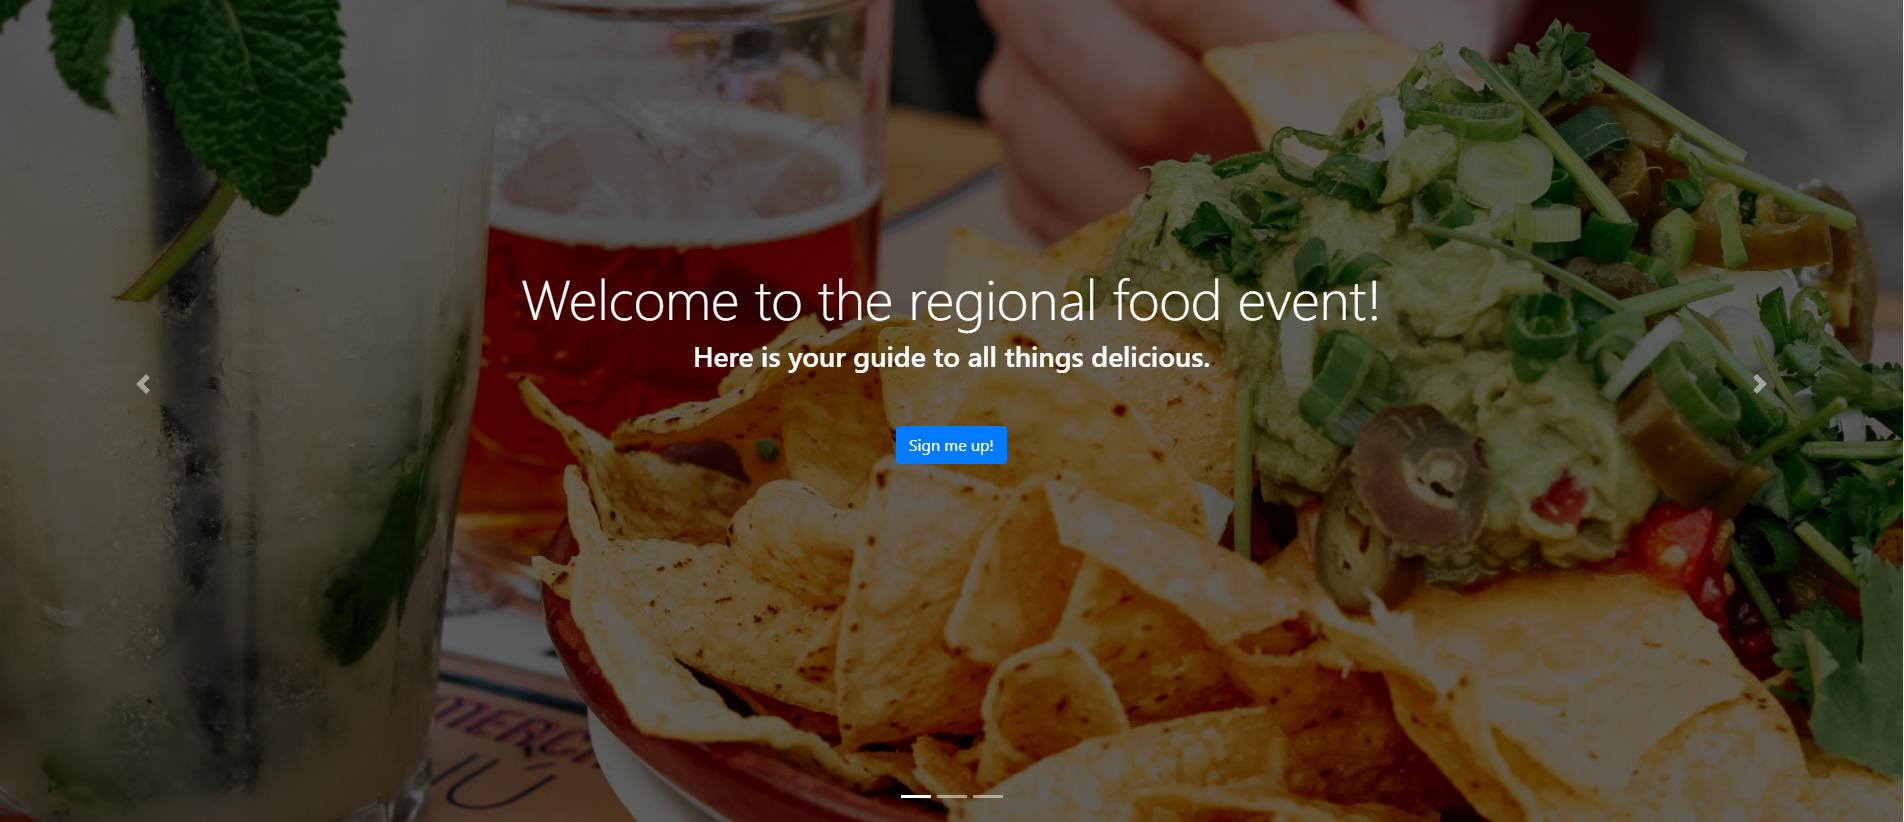 Welcome to the regional food event!
Here is your guide to all things delicious.
Sign me up!